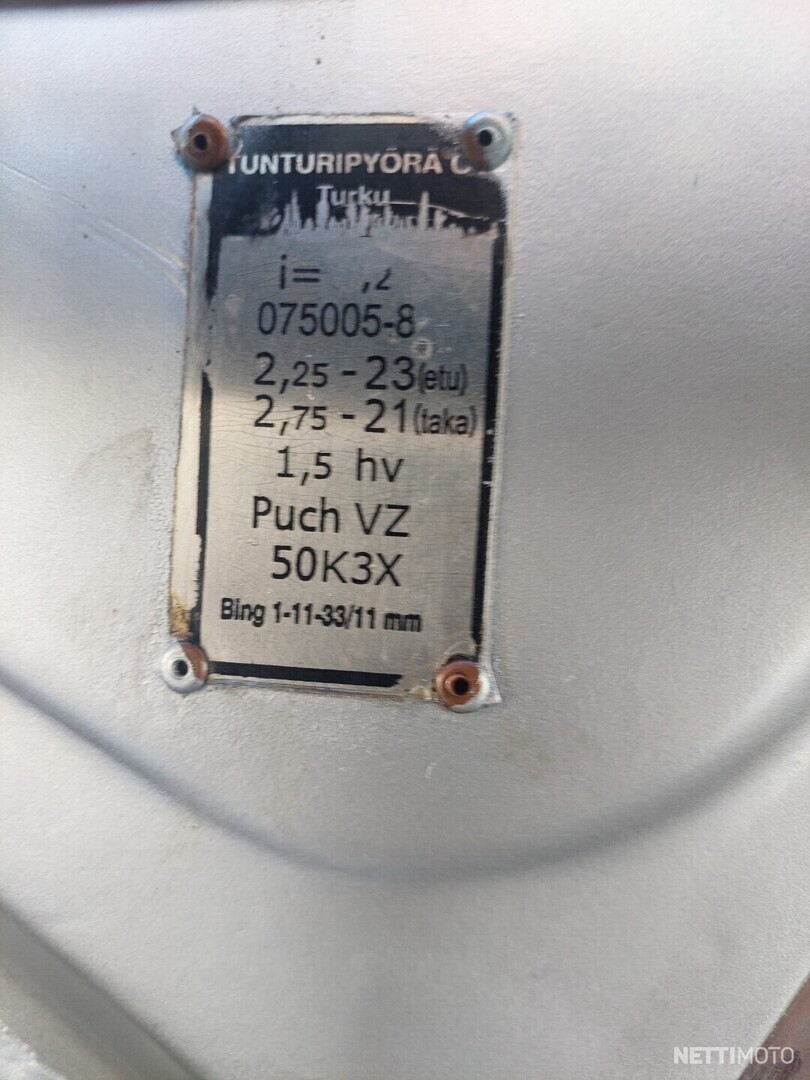 TUNTURIPYÖRÄ
Turku
i= ,2
075005-8
2,25 - 23 (etu)
2,75 - 21 (taka)
1,5 hv
Puch VZ
50K3X
Bing 1-11-33/11 mm
NETTIMOTO